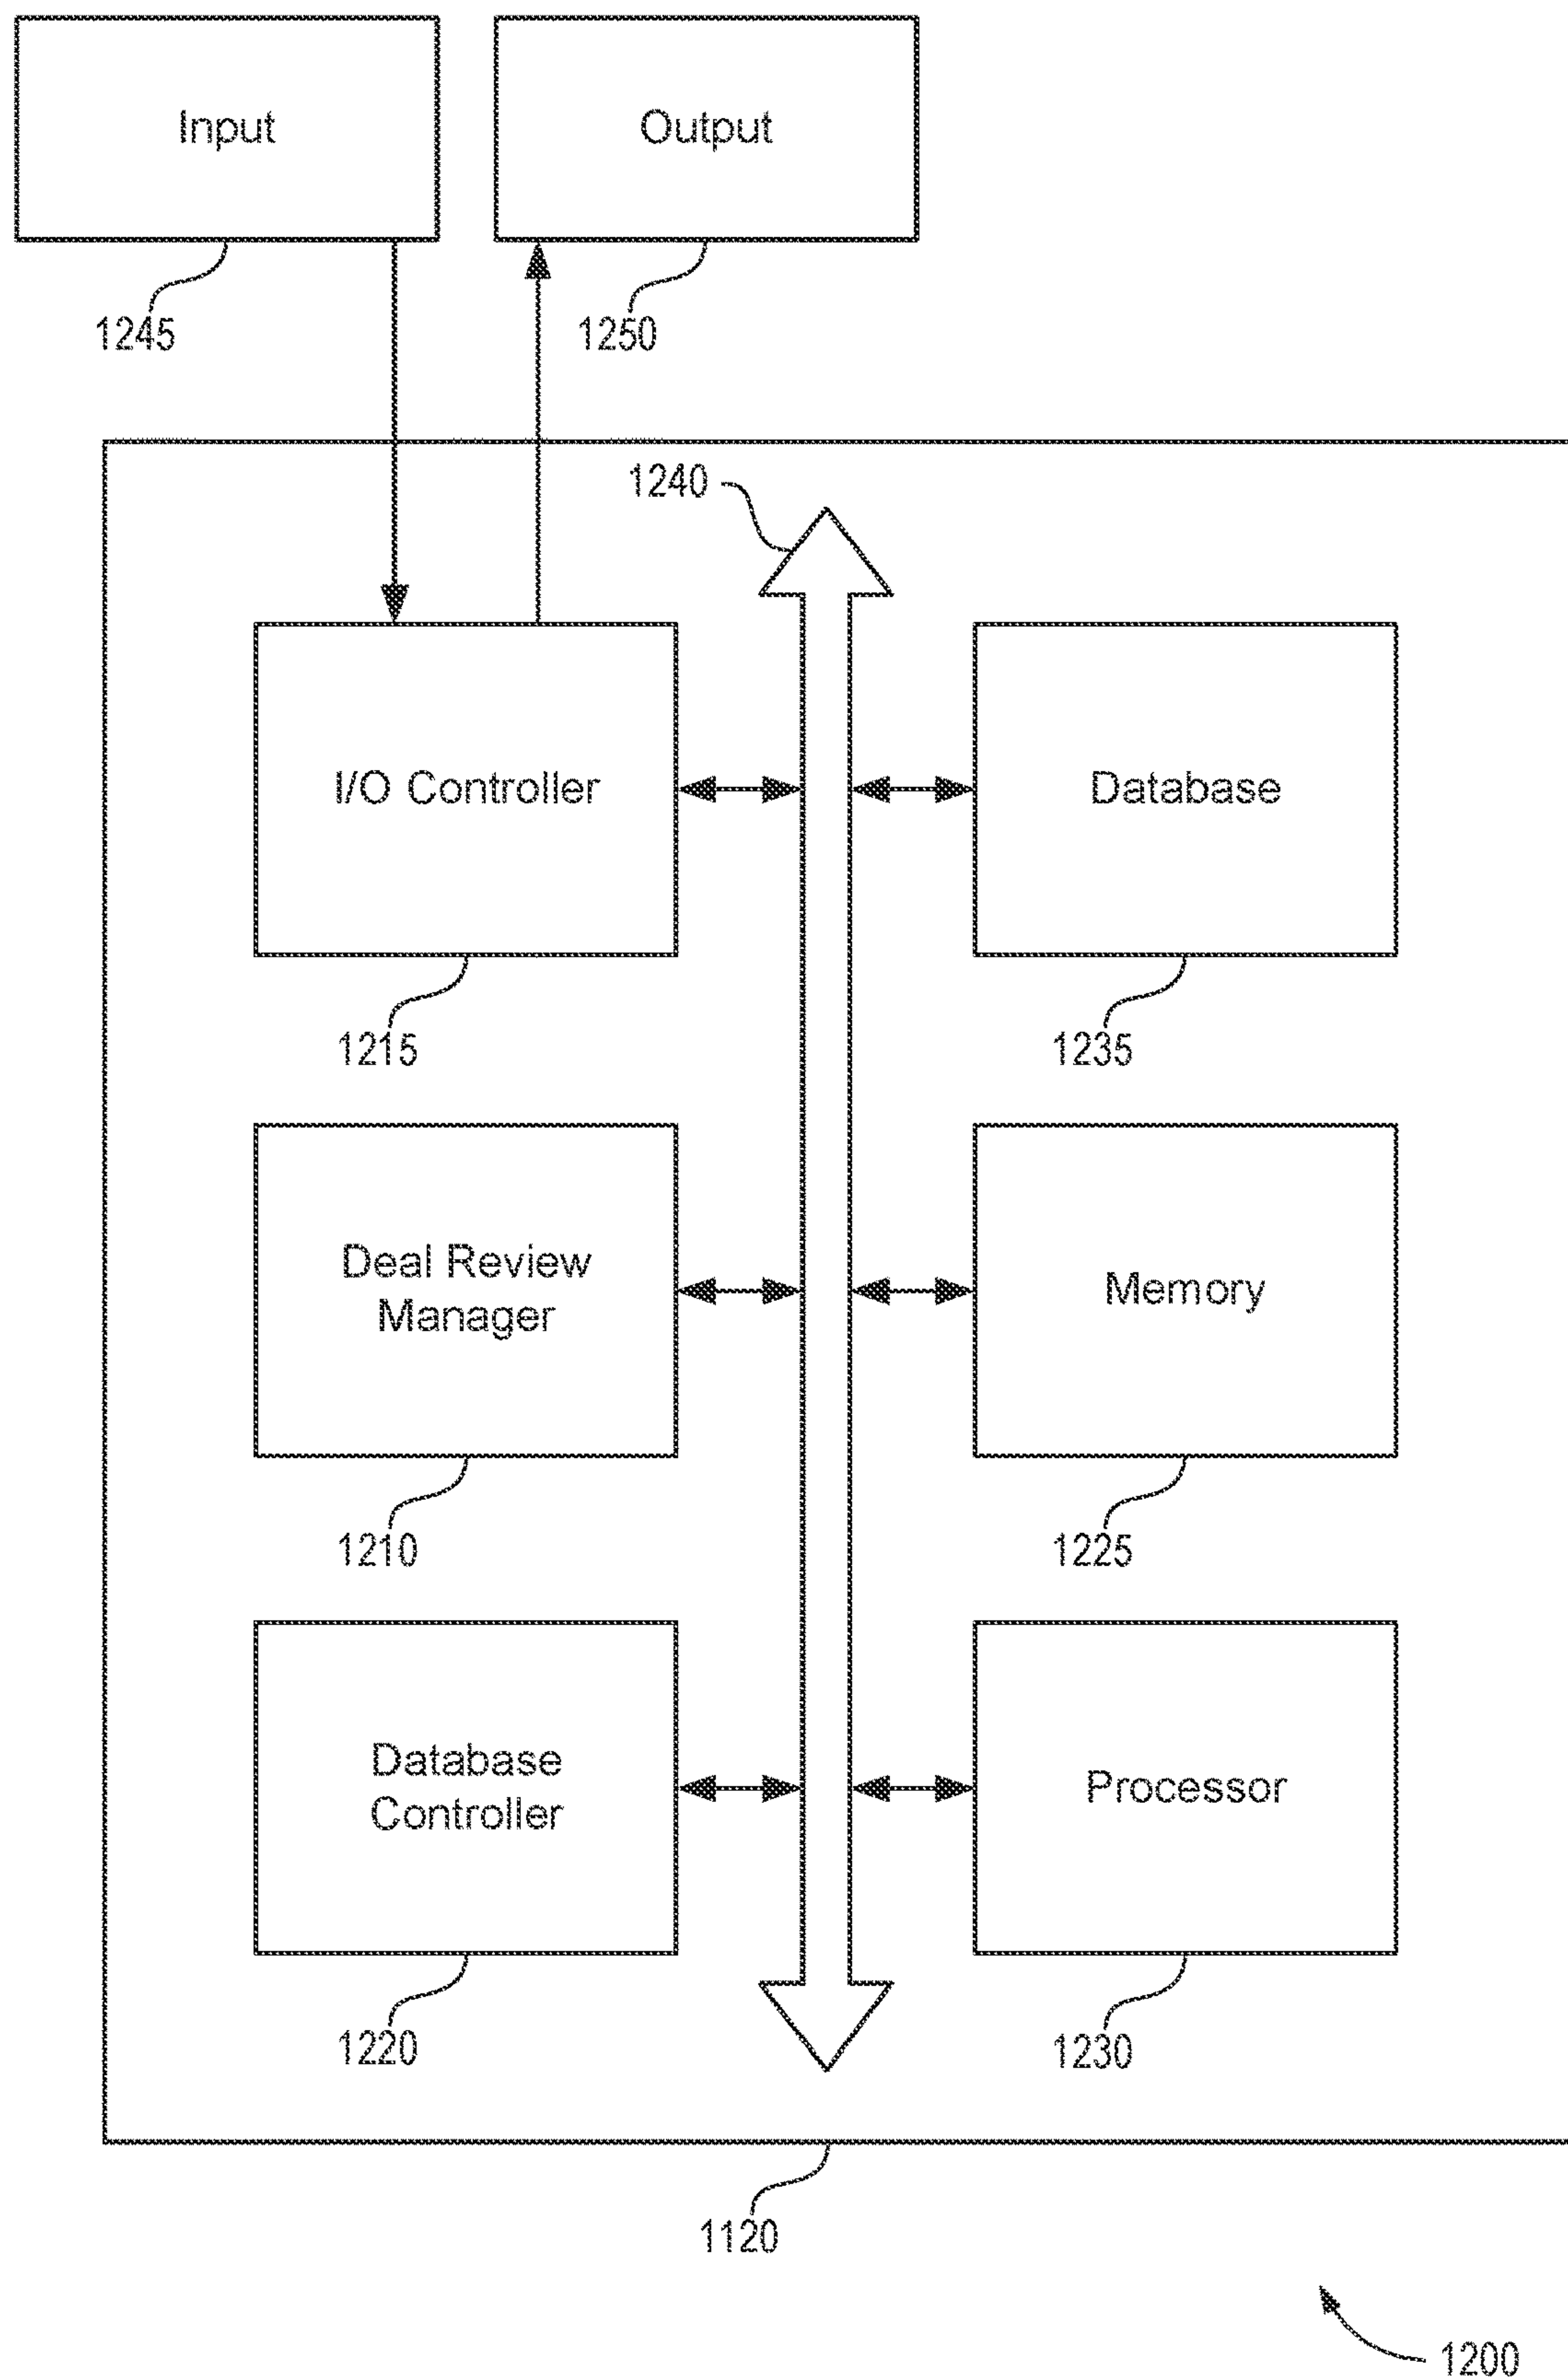 Input
Output
1245
1250
1240
I/O Controller
Database
1215
1235
Deal Review
Manager
Memory
1210
1225
Database
Controller
Processor
1220
1230
1120
1200